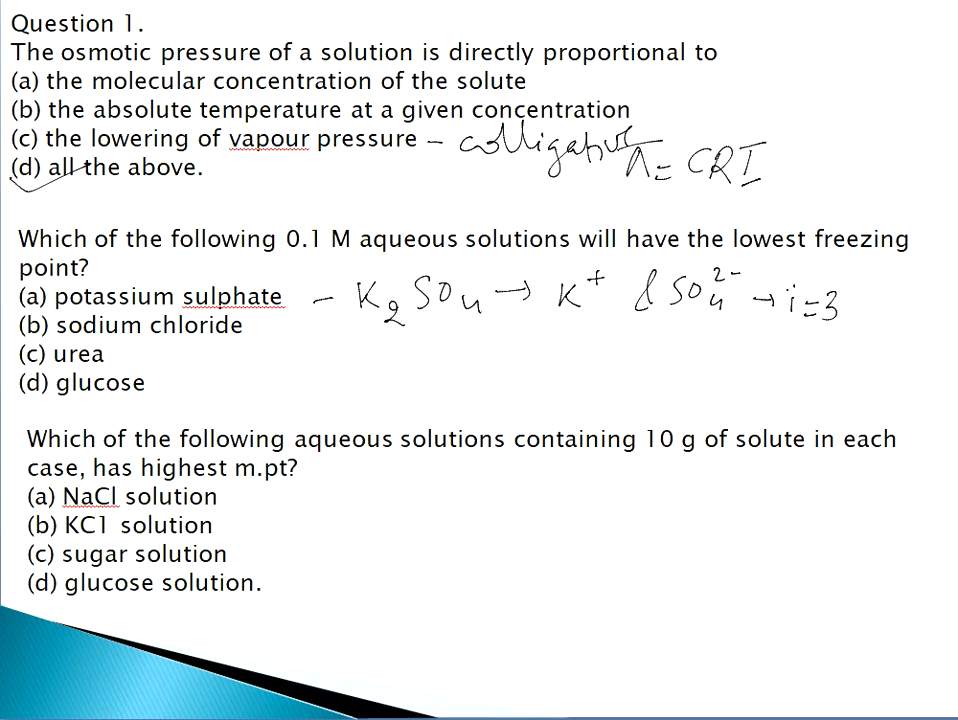 Question 1.
The osmotic pressure of a solution is directly proportional to
(a) the molecular concentration of the solute
(b) the absolute temperature at a given concentration
(c) the lowering of vapour pressure – colligative
(d) all the above. π = CRT
Which of the following 0.1 M aqueous solutions will have the lowest freezing
point?
(a) potassium sulphate – K₂SO₄ → K⁺ & SO₄²⁻ → i=3
(b) sodium chloride
(c) urea
(d) glucose
Which of the following aqueous solutions containing 10 g of solute in each
case, has highest m.pt?
(a) NaCl solution
(b) KC1 solution
(c) sugar solution
(d) glucose solution.